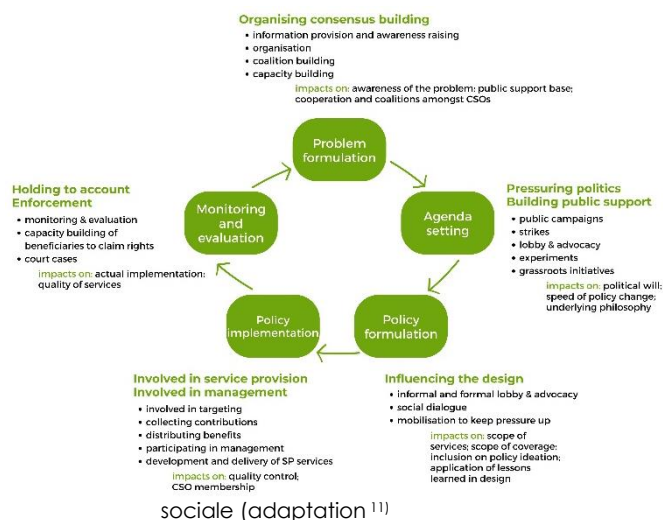 Organising consensus building
• information provision and awareness raising
• organisation
• coalition building
• capacity building
impacts on: awareness of the problem: public support base;
cooperation and coalitions amongst CSOs
Problem
formulation
Agenda
setting
Pressuring politics
Building public support
• public campaigns
• strikes
• lobby & advocacy
• experiments
• grassroots initiatives
impacts on: political will;
speed of policy change;
underlying philosophy
Policy
formulation
Influencing the design
• informal and formal lobby & advocacy
• social dialogue
• mobilisation to keep pressure up
impacts on: scope of
services; scope of coverage;
inclusion on policy ideation;
application of lessons
learned in design
Policy
implementation
Involved in service provision
Involved in management
• involved in targeting
• collecting contributions
• distributing benefits
• participating in management
• development and delivery of SP services
impacts on: quality control;
CSO membership
Monitoring
and
evaluation
Holding to account
Enforcement
• monitoring & evaluation
• capacity building of
beneficiaries to claim rights
• court cases
impacts on: actual implementation;
quality of services
sociale (adaptation 11)